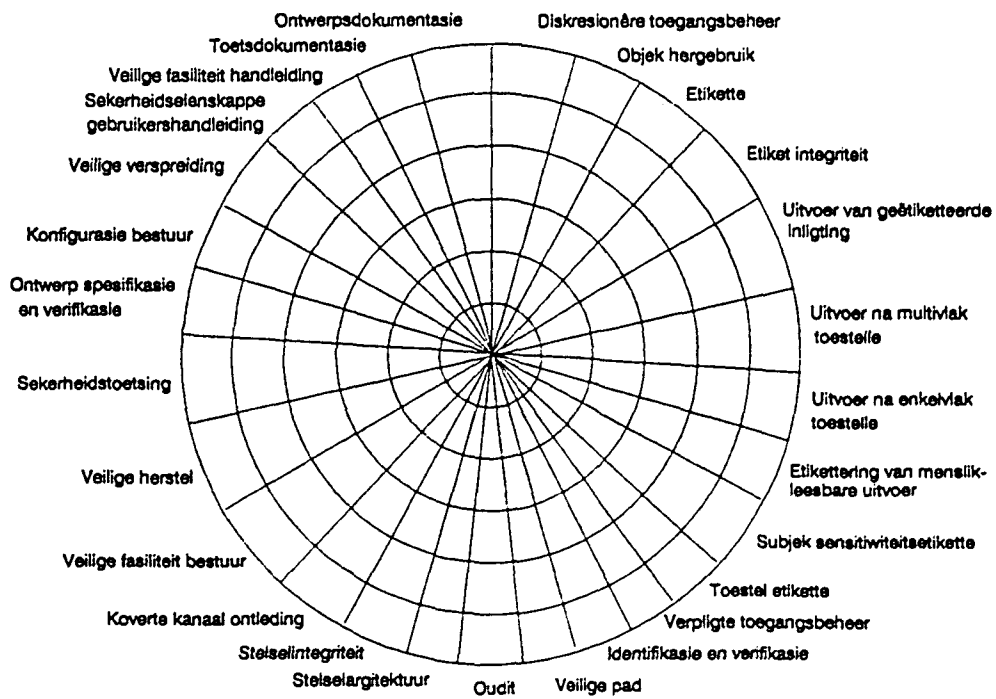 Diskresionêre toegangsbeheer
Objek hergebruik
Etikette
Etiket integriteit
Uitvoer van geëtiketteerde
inligting
Uitvoer na multivlak
toestelle
Uitvoer na enkelvlak
toestelle
Etikettering van menslik-
leesbare uitvoer
Subjek sensitiwiteitsetikette
Toestel etikette
Verpligte toegangsbeheer
Identifikasie en verifikasie
Veilige pad
Oudit
Stelselargitektuur
Stelselintegriteit
Koverte kanaal ontleding
Veilige fasiliteit bestuur
Veilige herstel
Sekerheidstoetsing
Ontwerp spesifikasie
en verifikasie
Konfigurasie bestuur
Veilige verspreiding
Sekerheidseienskappe
gebruikershandleiding
Veilige fasiliteit handleiding
Toetsdokumentasie
Ontwerpsdokumentasie